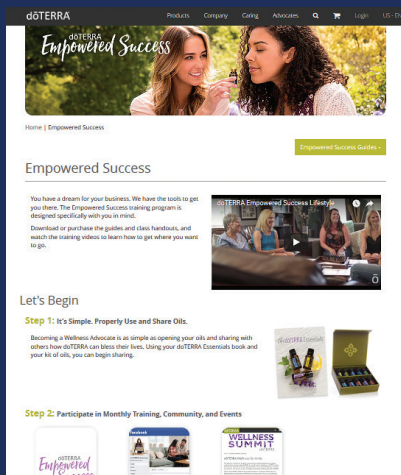 dōTERRA
Products Company Caring Advocates Login US - EN
dōTERRA
Empowered Success
Home | Empowered Success
Empowered Success Guides
Empowered Success
You have a dream for your business. We have the tools to get
you there. The Empowered Success training program is
designed specifically with you in mind.
Download or purchase the guides and class handouts, and
watch the training videos to learn how to get where you want
to go.
doTERRA Empowered Success Lifestyle
Let's Begin
Step 1: It's Simple. Properly Use and Share Oils.
Becoming a Wellness Advocate is as simple as opening your oils and sharing with
others how dōTERRA can bless their lives. Using your dōTERRA Essenials book and
your kit of oils, you can begin sharing.
Step 2: Participate in Monthly Training, Community, and Events
dōTERRA
Empowered
Facebook
WELLNESS
SUMMIT